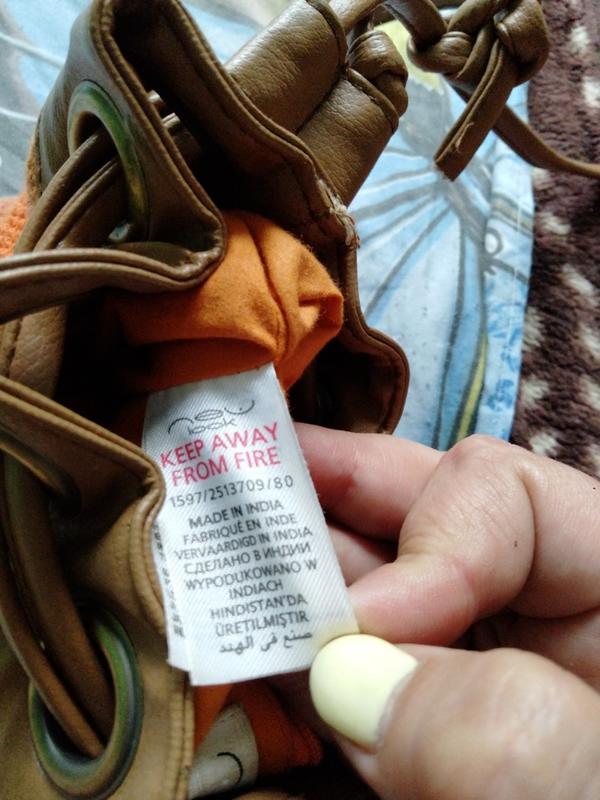 new
look
KEEP AWAY
FROM FIRE
1597/2513709/80
MADE IN INDIA
FABRIQUÉ EN INDE
VERVAARDIGD IN INDIA
СДЕЛАНО В ИНДИИ
WYPODUKOWANO W
INDIACH
HINDISTAN'DA
ÜRETILMIŞTIR
صنع في الهند